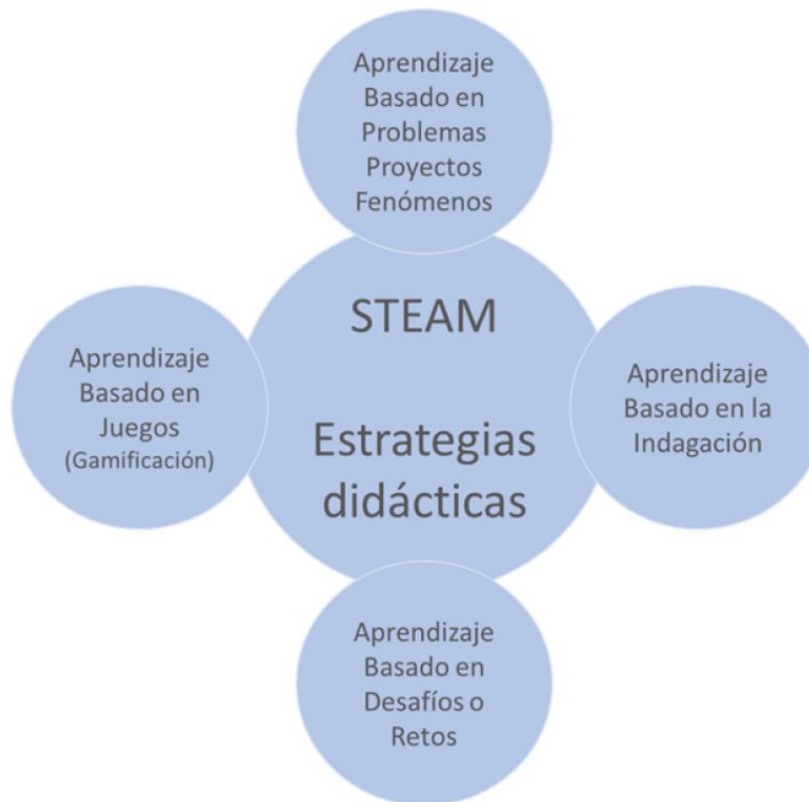 Aprendizaje
Basado en
Problemas
Proyectos
Fenómenos
STEAM
Estrategias
didácticas
Aprendizaje
Basado en
Juegos
(Gamificación)
Aprendizaje
Basado en la
Indagación
Aprendizaje
Basado en
Desafíos o
Retos